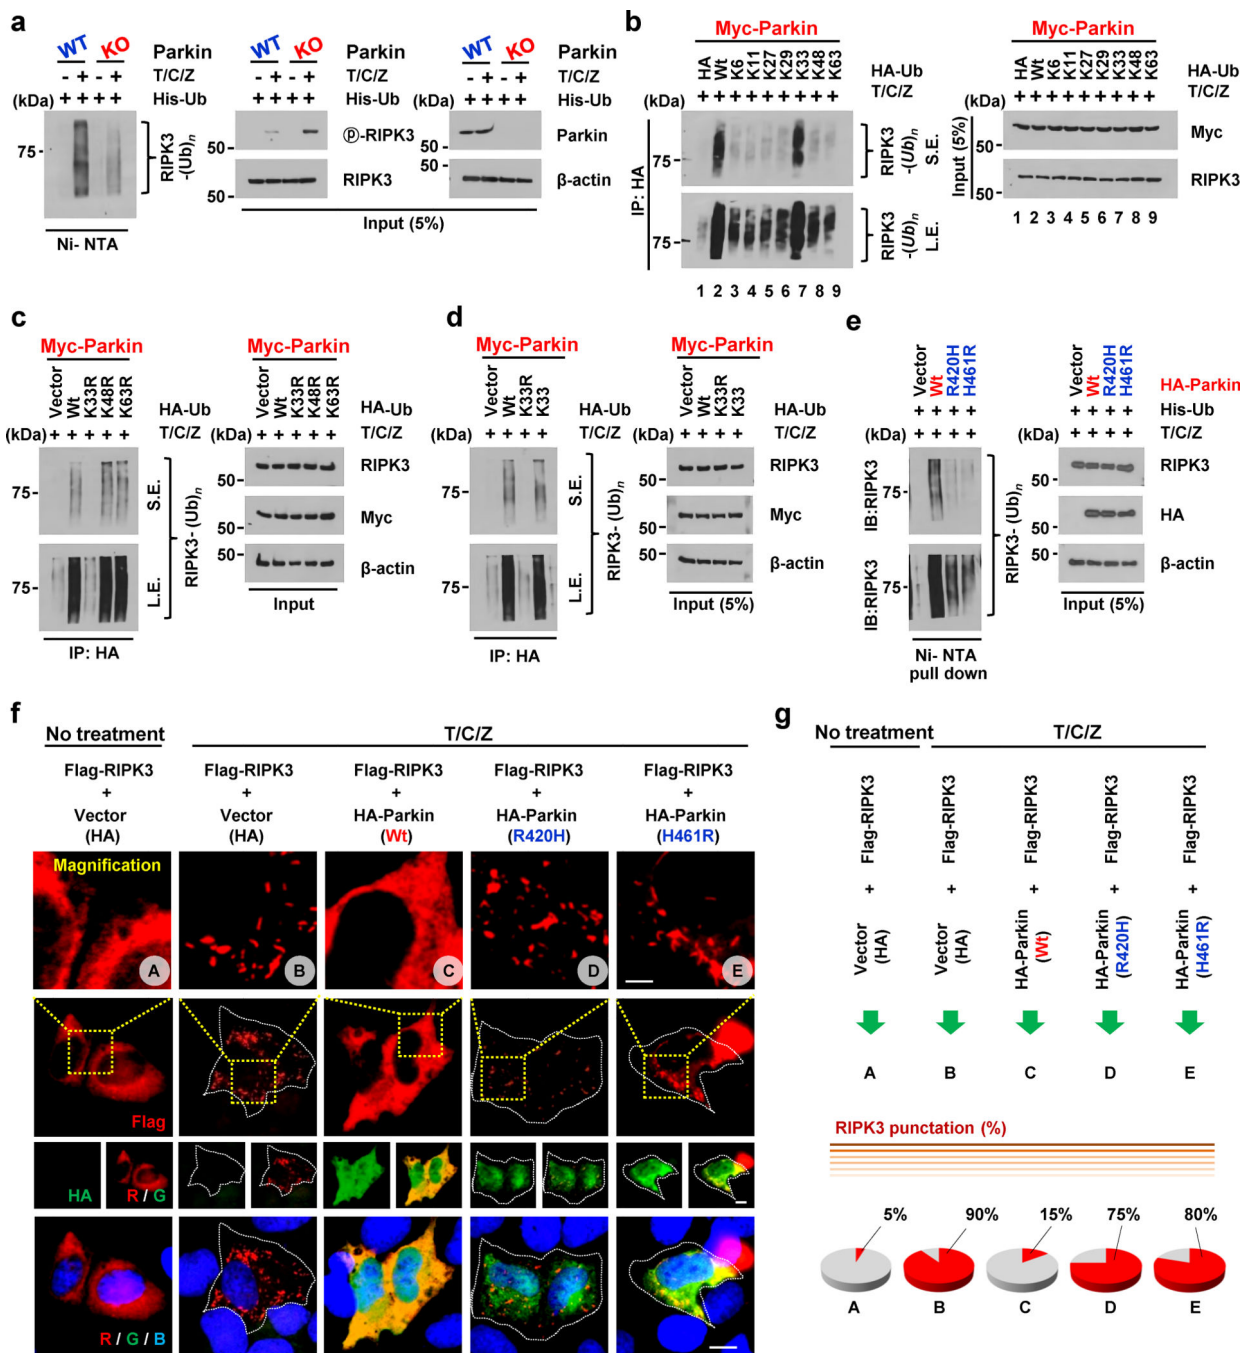 a
WT KO Parkin
- + - + T/C/Z
(kDa) + + + + His-Ub
75
RIPK3 -(Ub)n
Ni- NTA
WT KO Parkin
- + - + T/C/Z
+ + + + His-Ub
50
Ⓟ-RIPK3
50
RIPK3
WT KO Parkin
- + - + T/C/Z
+ + + + His-Ub
50
Parkin
50
β-actin
Input (5%)
b
Myc-Parkin
HA Wt K6 K11 K27 K29 K33 K48 K63 HA-Ub
T/C/Z
(kDa) + + + + + + + + +
IP: HA
75
RIPK3 -(Ub)n S.E.
75
RIPK3 -(Ub)n L.E.
1 2 3 4 5 6 7 8 9
Myc-Parkin
HA Wt K6 K11 K27 K29 K33 K48 K63 HA-Ub
T/C/Z
(kDa) + + + + + + + + +
Input (5%)
50
Myc
50
RIPK3
1 2 3 4 5 6 7 8 9
c
Myc-Parkin
Vector Wt K33R K48R K63R HA-Ub
(kDa) + + + + + T/C/Z
75
S.E.
75
L.E.
RIPK3- (Ub)n
IP: HA
Myc-Parkin
Vector Wt K33R K48R K63R HA-Ub
+ + + + + T/C/Z
50
RIPK3
50
Myc
50
β-actin
Input
d
Myc-Parkin
Vector Wt K33R K33 HA-Ub
(kDa) + + + + T/C/Z
75
S.E.
75
L.E.
RIPK3- (Ub)n
IP: HA
Myc-Parkin
Vector Wt K33R K33 HA-Ub
+ + + + T/C/Z
50
RIPK3
50
Myc
50
β-actin
Input (5%)
e
Vector Wt R420H H461R
+ + + +
(kDa) + + + +
IB:RIPK3
75
IB:RIPK3
75
RIPK3- (Ub)n
Ni- NTA
pull down
Vector Wt R420H H461R HA-Parkin
+ + + + His-Ub
(kDa) + + + + T/C/Z
50
RIPK3
50
HA
50
β-actin
Input (5%)
f
No treatment T/C/Z
Flag-RIPK3 Flag-RIPK3 Flag-RIPK3 Flag-RIPK3 Flag-RIPK3
+ + + + +
Vector Vector HA-Parkin HA-Parkin HA-Parkin
(HA) (HA) (Wt) (R420H) (H461R)
Magnification
A B C D E
Flag
HA R / G
R / G / B
g
No treatment T/C/Z
Flag-RIPK3 Flag-RIPK3 Flag-RIPK3 Flag-RIPK3 Flag-RIPK3
+ + + + +
Vector (HA) Vector (HA) HA-Parkin (Wt) HA-Parkin (R420H) HA-Parkin (H461R)
A B C D E
RIPK3 punctation (%)
5% 90% 15% 75% 80%
A B C D E